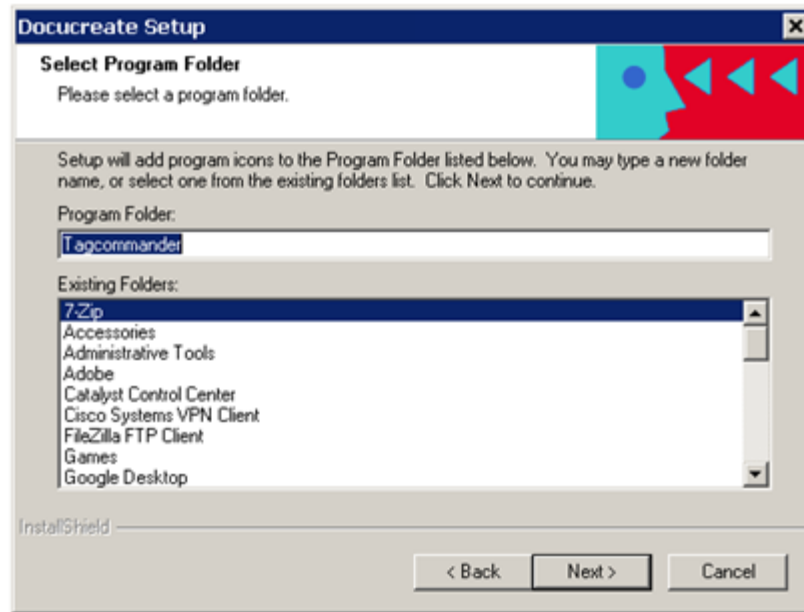 Docucreate Setup
Select Program Folder
Please select a program folder.
Setup will add program icons to the Program Folder listed below. You may type a new folder
name, or select one from the existing folders list. Click Next to continue.
Program Folder:
Tagcommander
Existing Folders:
7-Zip
Accessories
Administrative Tools
Adobe
Catalyst Control Center
Cisco Systems VPN Client
FileZilla FTP Client
Games
Google Desktop
InstallShield
< Back
Next >
Cancel